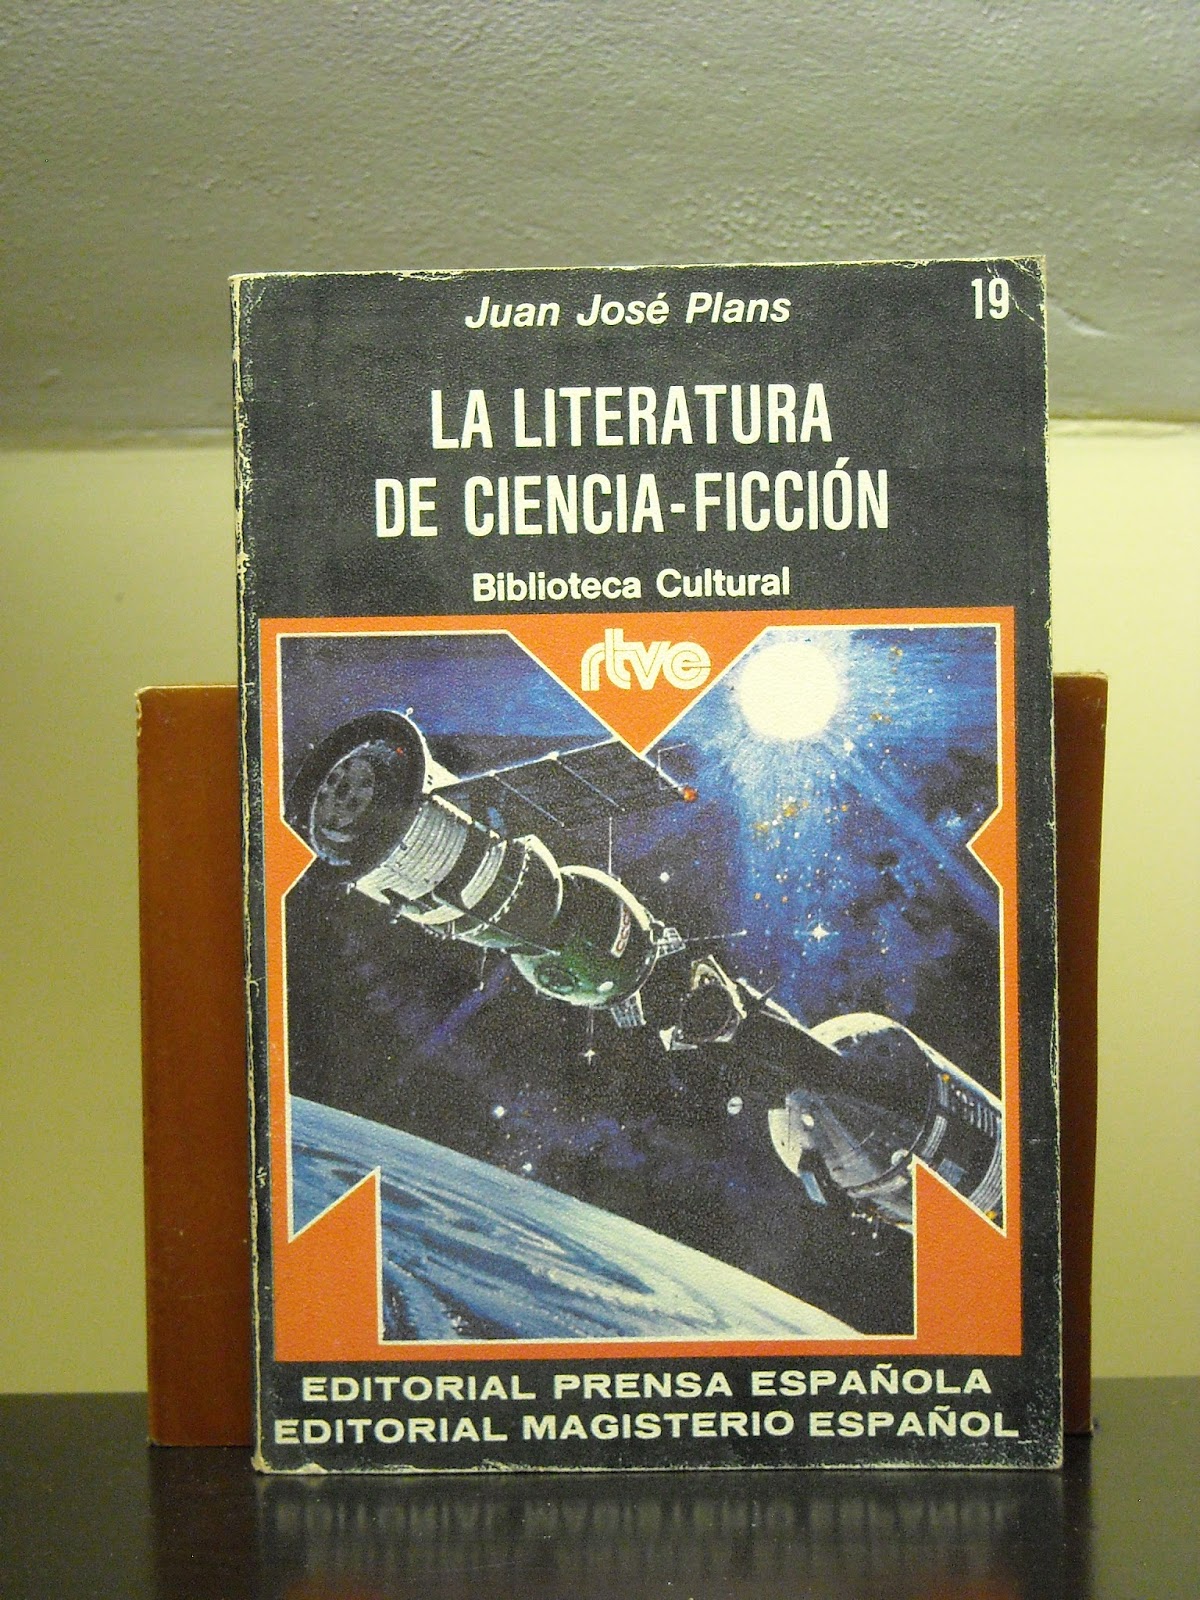 Juan José Plans
19
LA LITERATURA
DE CIENCIA-FICCIÓN
Biblioteca Cultural
rtve
EDITORIAL PRENSA ESPAÑOLA
EDITORIAL MAGISTERIO ESPAÑOL